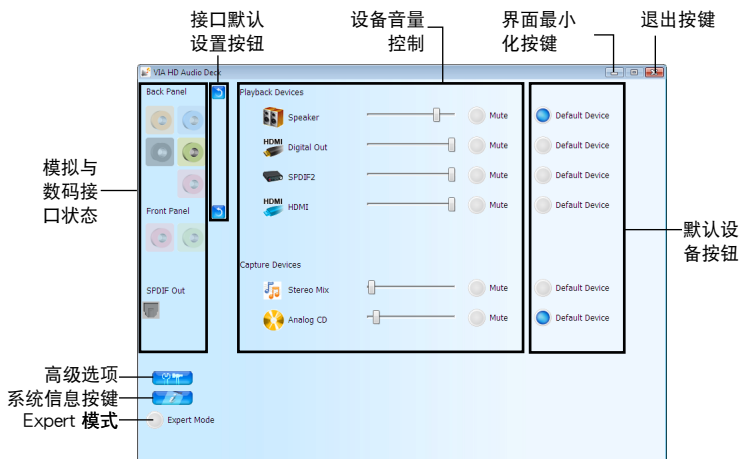 接口默认
设置按钮
设备音量
控制
界面最小
化按键
退出按键
VIA HD Audio Deck
Back Panel
Playback Devices
Speaker
Mute
Default Device
HDMI
Digital Out
Mute
Default Device
SPDIF2
Mute
Default Device
HDMI
HDMI
Mute
Default Device
模拟与
数码接
口状态
Front Panel
默认设
备按钮
Capture Devices
SPDIF Out
Stereo Mix
Mute
Default Device
Analog CD
Mute
Default Device
高级选项
系统信息按键
Expert 模式
Expert Mode